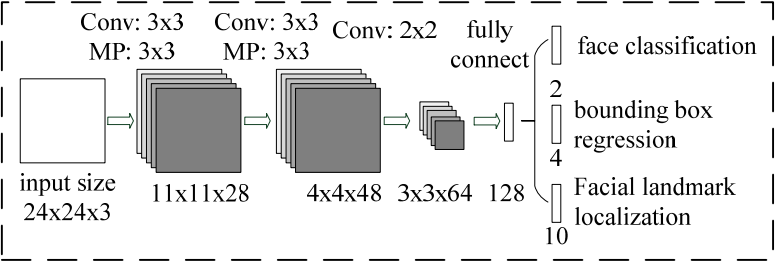 Conv: 3x3
MP: 3x3
Conv: 3x3
MP: 3x3
Conv: 2x2
fully
connect
input size
24x24x3
11x11x28
4x4x48
3x3x64
128
face classification
2
bounding box
regression
4
Facial landmark
localization
10